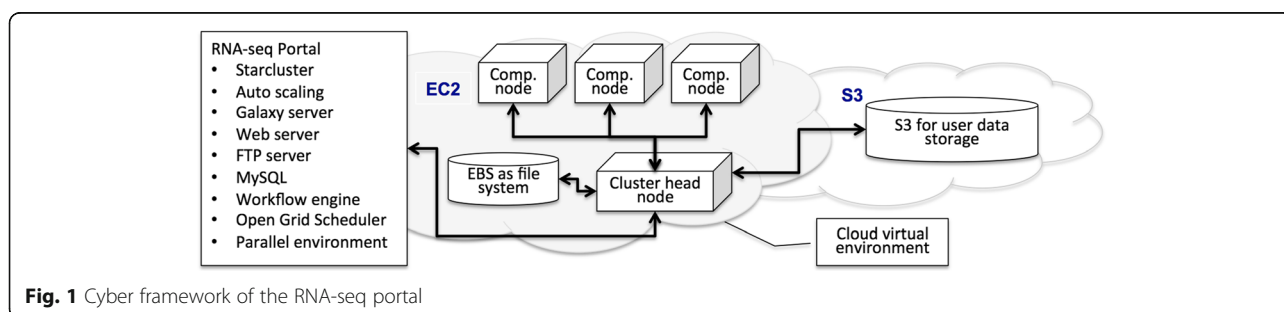 RNA-seq Portal
• Starcluster
• Auto scaling
• Galaxy server
• Web server
• FTP server
• MySQL
• Workflow engine
• Open Grid Scheduler
• Parallel environment
EC2
Comp.
node
Comp.
node
Comp.
node
EBS as file
system
Cluster head
node
S3
S3 for user data
storage
Cloud virtual
environment
Fig. 1 Cyber framework of the RNA-seq portal